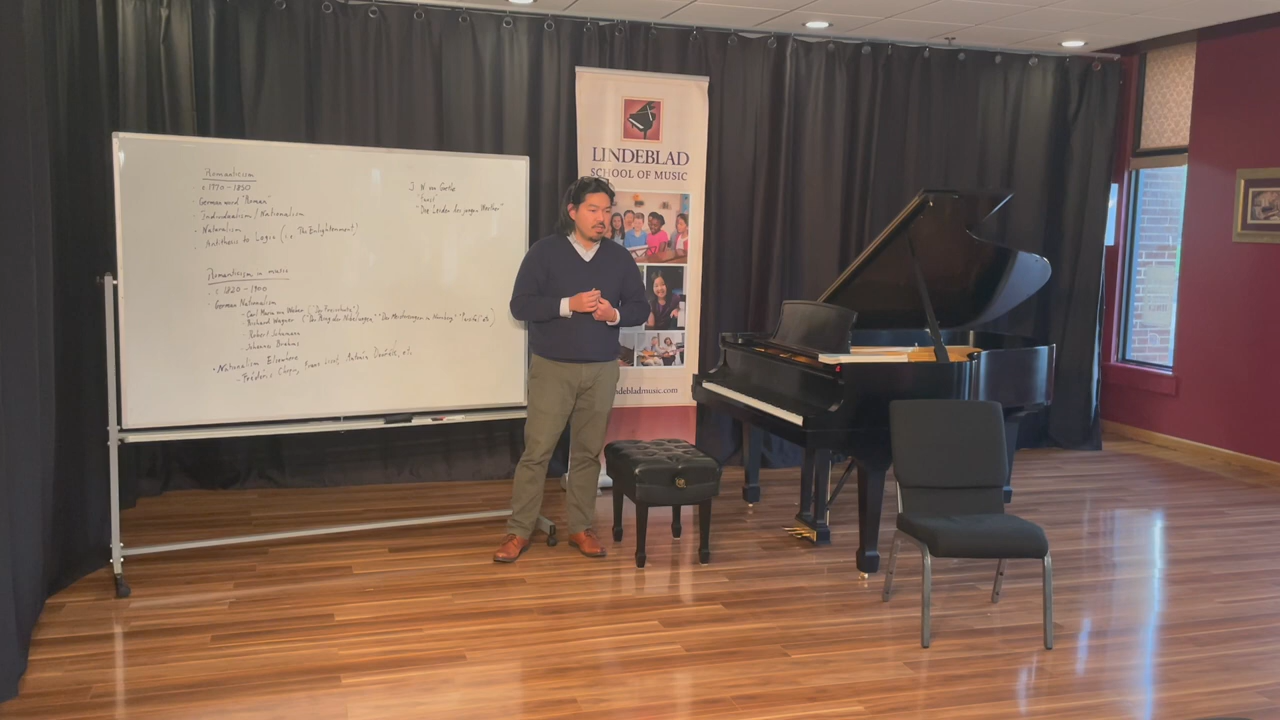 Romanticism
c. 1770 - 1850
German word "Roman"
Individualism / Nationalism
Naturalism
Antithesis to Logic (i.e. The Enlightenment)
Romanticism in music
c. 1820 - 1900
German Nationalism
- Carl Maria von Weber ("Der Freischutz")
- Richard Wagner ("Der Ring des Nibelungen" "Die Meistersinger von Nürnberg" "Parsifal" etc)
- Robert Schumann
- Johannes Brahms
Nationalism Elsewhere
- Frédéric Chopin, Franz Liszt, Antonín Dvořák, etc.
J. W von Goethe
"Faust"
"Die Leiden des jungen Werther"
LINDEBLAD
SCHOOL OF MUSIC
ndebladmusic.com